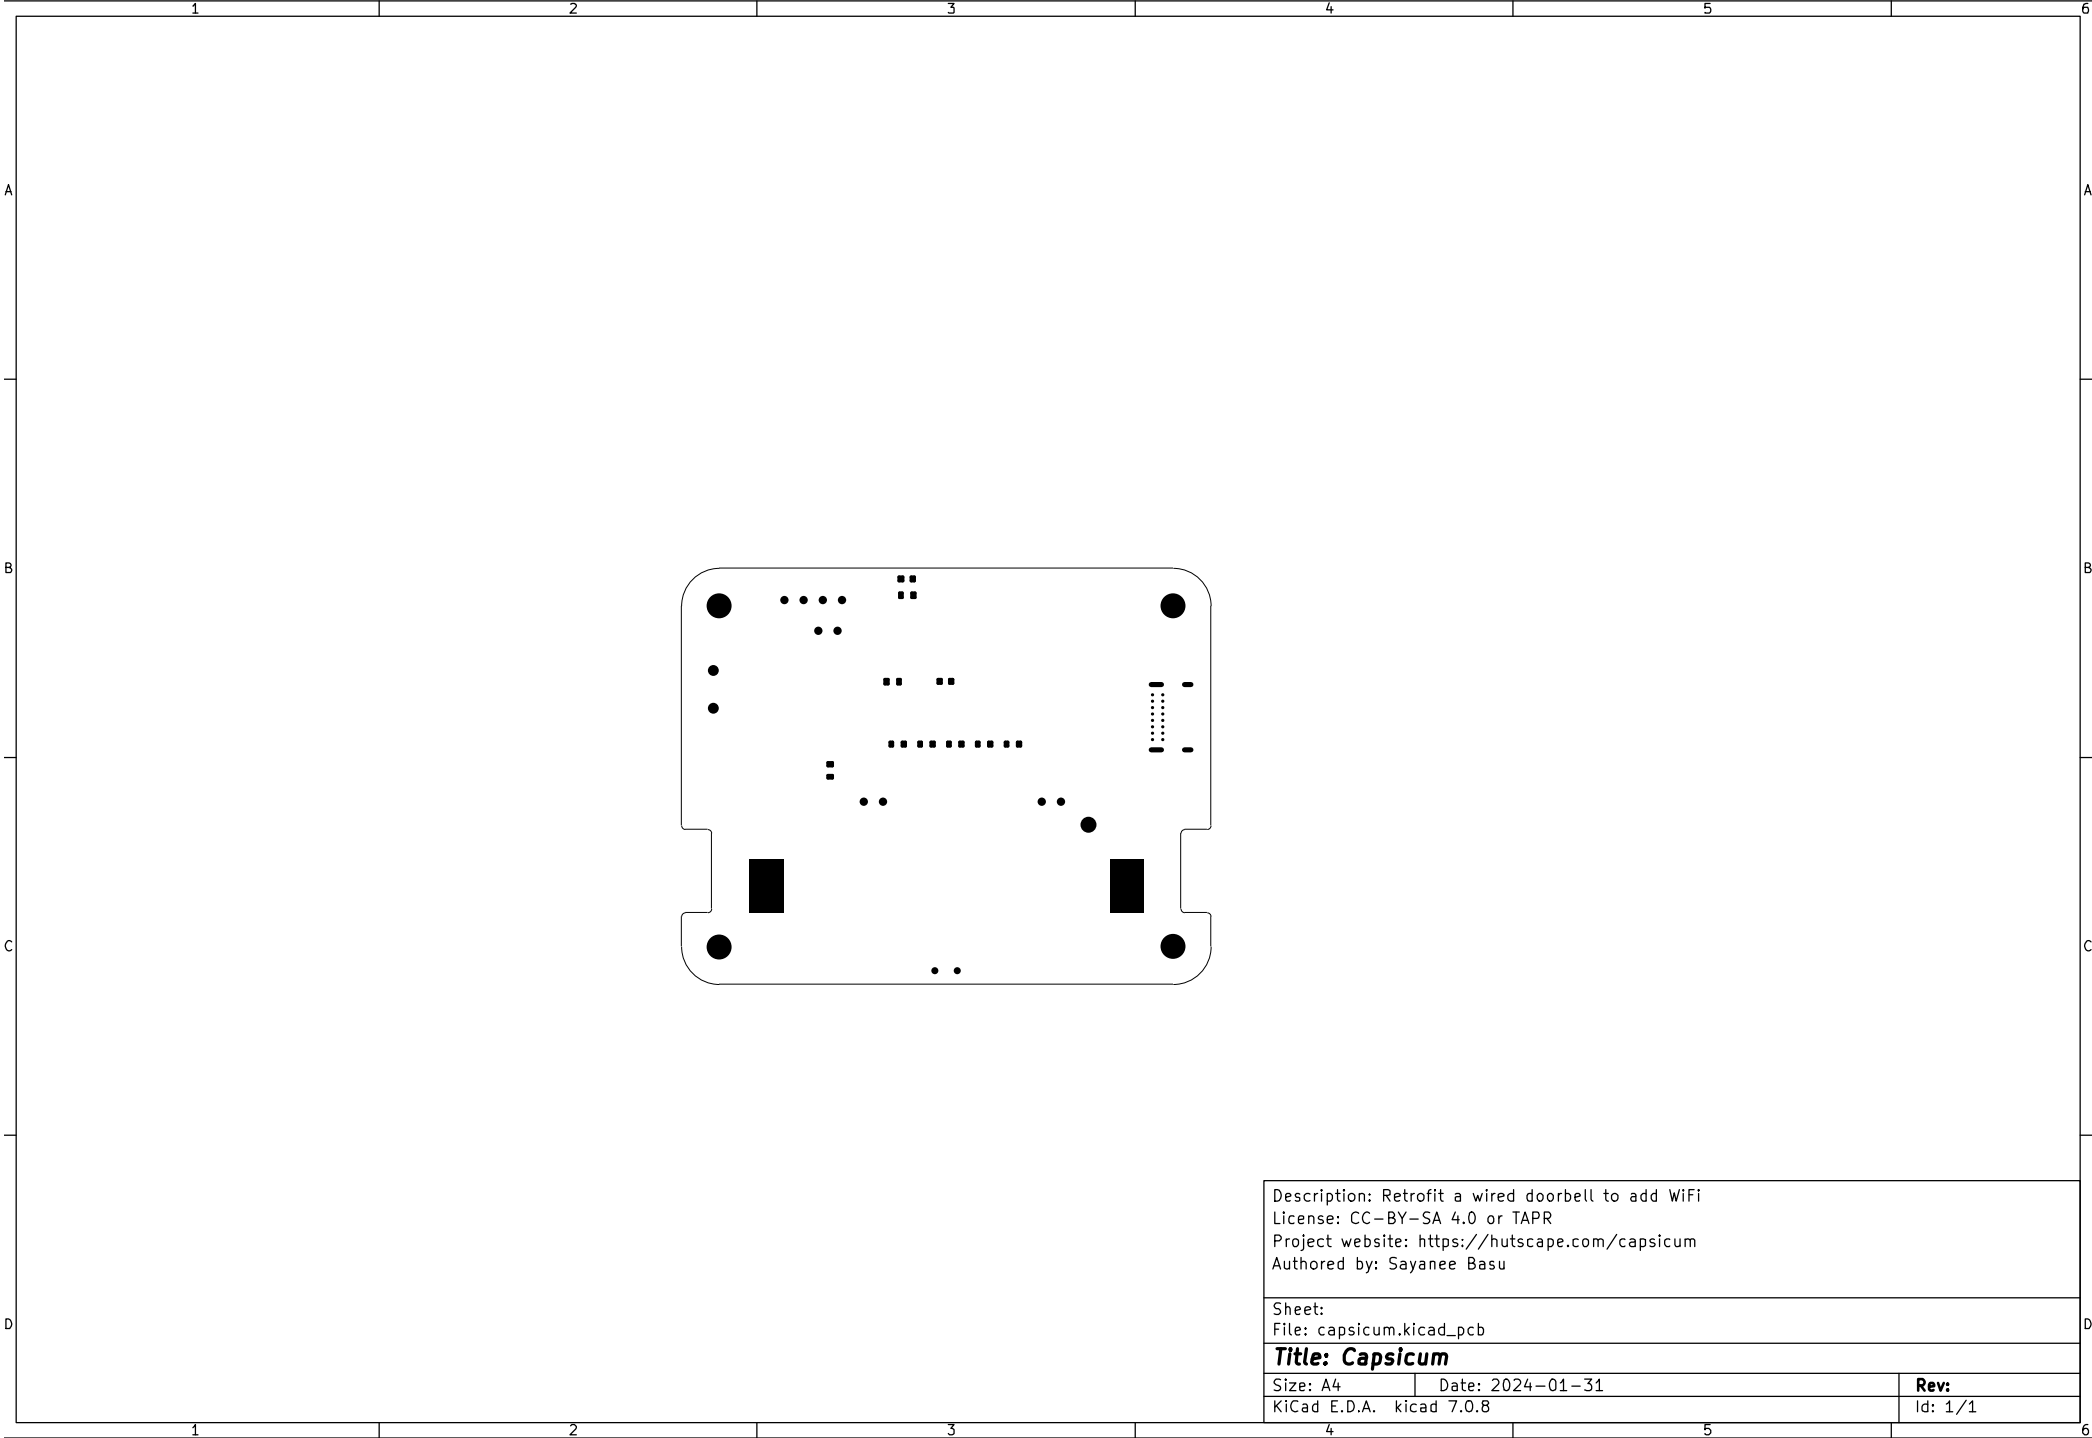 1 2 3 4 5 6
A A
B B
C C
D D
Description: Retrofit a wired doorbell to add WiFi
License: CC-BY-SA 4.0 or TAPR
Project website: https://hutscape.com/capsicum
Authored by: Sayanee Basu
Sheet:
File: capsicum.kicad_pcb
Title: Capsicum
Size: A4 Date: 2024-01-31 Rev:
KiCad E.D.A. kicad 7.0.8 Id: 1/1
1 2 3 4 5 6